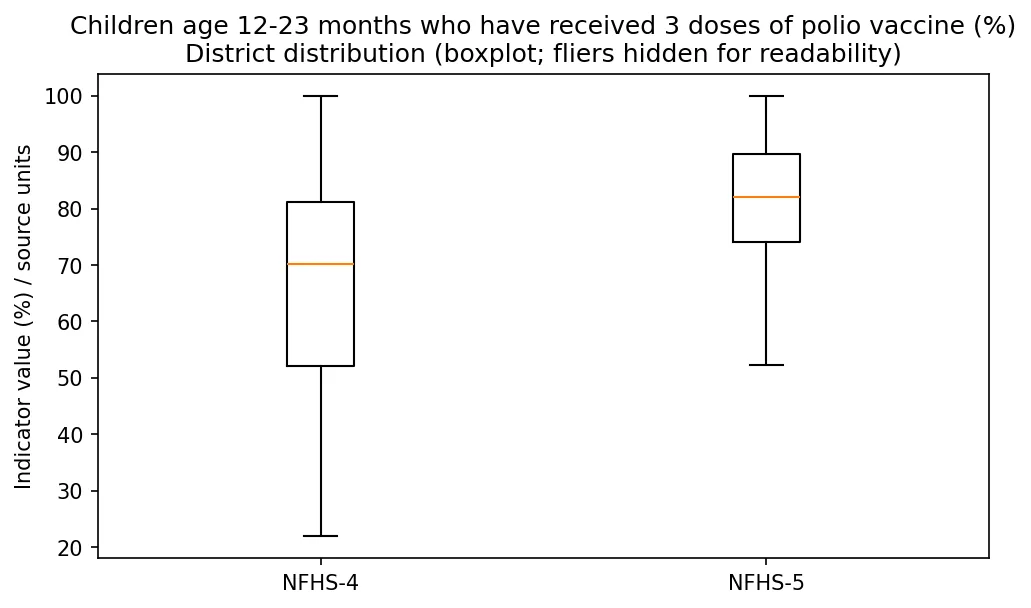 Children age 12-23 months who have received 3 doses of polio vaccine (%)
District distribution (boxplot; fliers hidden for readability)
Indicator value (%) / source units
100
90
80
70
60
50
40
30
20
NFHS-4
NFHS-5